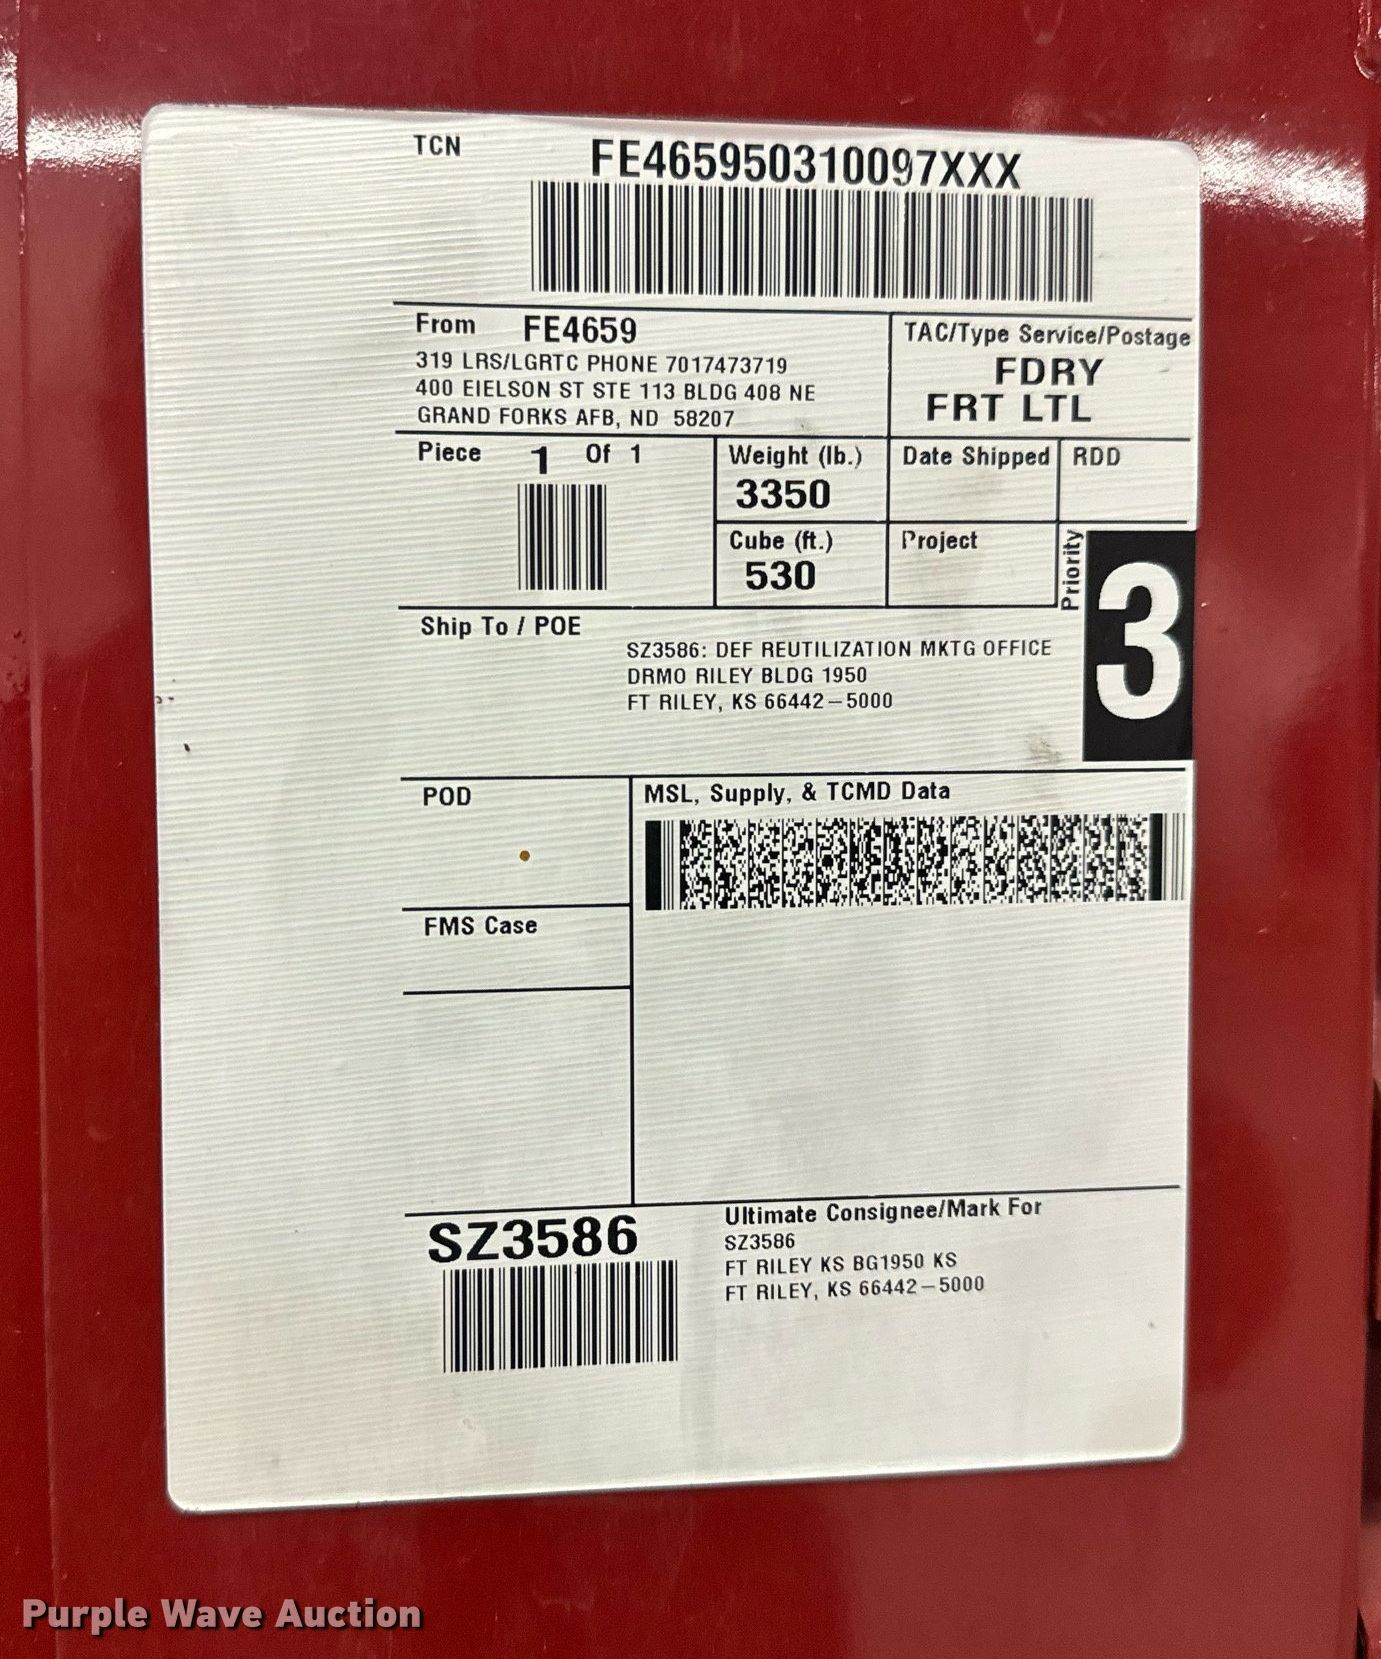 TCN
FE465950310097XXX
From FE4659
319 LRS/LGRTC PHONE 7017473719
400 EIELSON ST STE 113 BLDG 408 NE
GRAND FORKS AFB, ND 58207
TAC/Type Service/Postage
FDRY
FRT LTL
Piece 1 Of 1
Weight (lb.)
3350
Date Shipped
RDD
Cube (ft.)
530
Project
Priority
3
Ship To / POE
SZ3586: DEF REUTILIZATION MKTG OFFICE
DRMO RILEY BLDG 1950
FT RILEY, KS 66442-5000
POD
MSL, Supply, & TCMD Data
FMS Case
SZ3586
Ultimate Consignee/Mark For
SZ3586
FT RILEY KS BG1950 KS
FT RILEY, KS 66442-5000
Purple Wave Auction